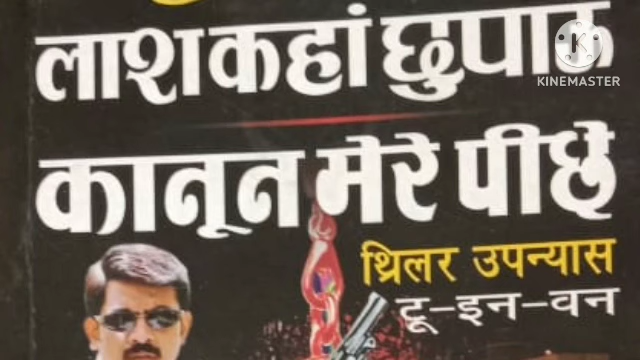 लाश कहां छुपाऊं
KINEMASTER
कानून मेरे पीछे
थ्रिलर उपन्यास
टू-इन-वन